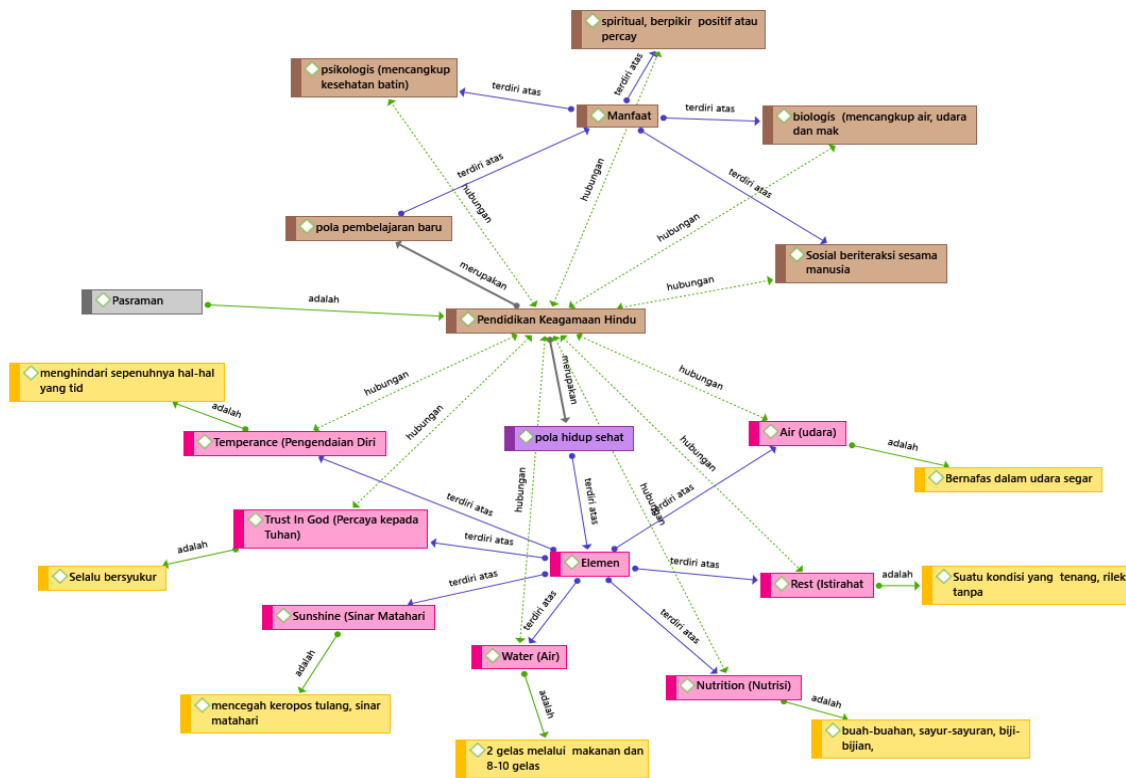 spiritual, berpikir  positif atau
percay
psikologis (mencangkup
kesehatan batin)
terdiri atas
terdiri atas
Manfaat
terdiri atas
biologis  (mencangkup air, udara
dan mak
terdiri atas
terdiri atas
hubungan
hubungan
hubungan
pola pembelajaran baru
Sosial beriteraksi sesama
manusia
merupakan
hubungan
Pasraman
adalah
Pendidikan Keagamaan Hindu
menghindari sepenuhnya hal-hal
yang tid
hubungan
merupakan
hubungan
adalah
hubungan
Temperance (Pengendaian Diri
pola hidup sehat
Air (udara)
hubungan
adalah
hubungan
hubungan
Bernafas dalam udara segar
terdiri atas
terdiri atas
terdiri atas
Trust In God (Percaya kepada
Tuhan)
terdiri atas
adalah
Elemen
terdiri atas
Selalu bersyukur
terdiri atas
Rest (Istirahat
adalah
Suatu kondisi yang  tenang, rilek
tanpa
Sunshine (Sinar Matahari
terdiri atas
terdiri atas
Water (Air)
adalah
Nutrition (Nutrisi)
adalah
mencegah keropos tulang, sinar
matahari
adalah
buah-buahan, sayur-sayuran, biji-
bijian,
2 gelas melalui  makanan dan
8-10 gelas